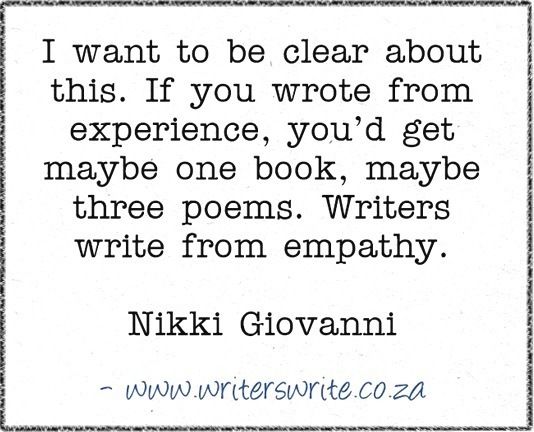 I want to be clear about
this. If you wrote from
experience, you’d get
maybe one book, maybe
three poems. Writers
write from empathy.
Nikki Giovanni
- www.writerswrite.co.za